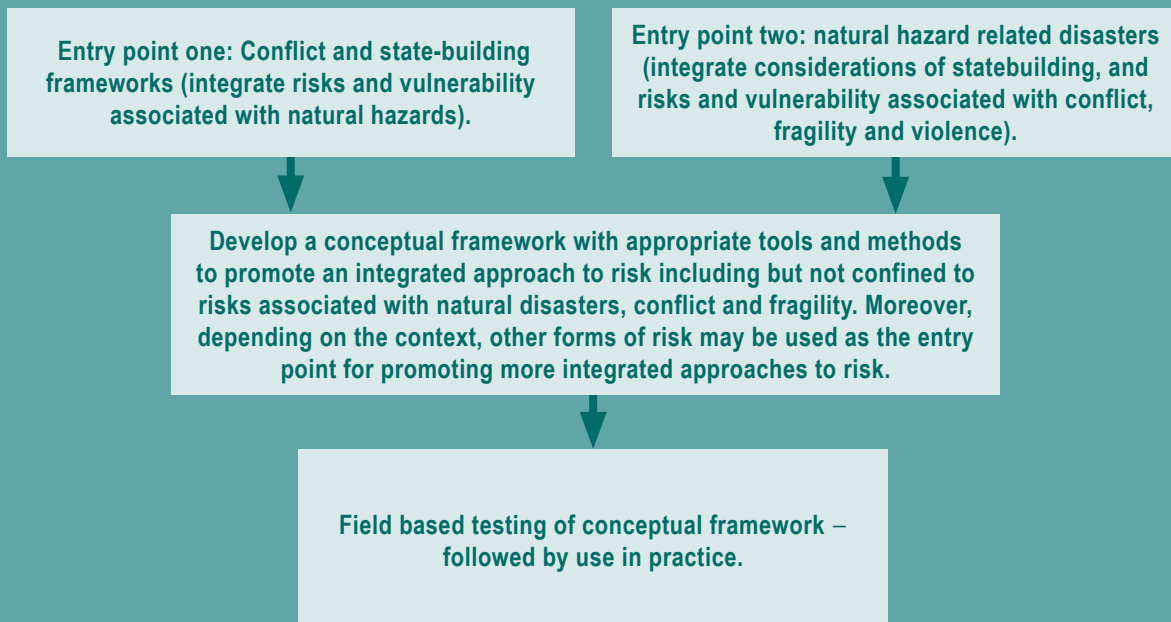 Entry point one: Conflict and state-building
frameworks (integrate risks and vulnerability
associated with natural hazards).
Entry point two: natural hazard related disasters
(integrate considerations of statebuilding, and
risks and vulnerability associated with conflict,
fragility and violence).
Develop a conceptual framework with appropriate tools and methods
to promote an integrated approach to risk including but not confined to
risks associated with natural disasters, conflict and fragility. Moreover,
depending on the context, other forms of risk may be used as the entry
point for promoting more integrated approaches to risk.
Field based testing of conceptual framework –
followed by use in practice.